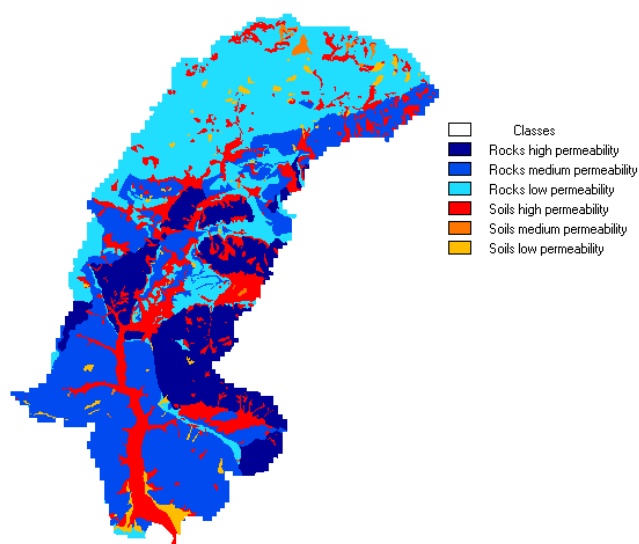 Classes
Rocks high permeability
Rocks medium permeability
Rocks low permeability
Soils high permeability
Soils medium permeability
Soils low permeability